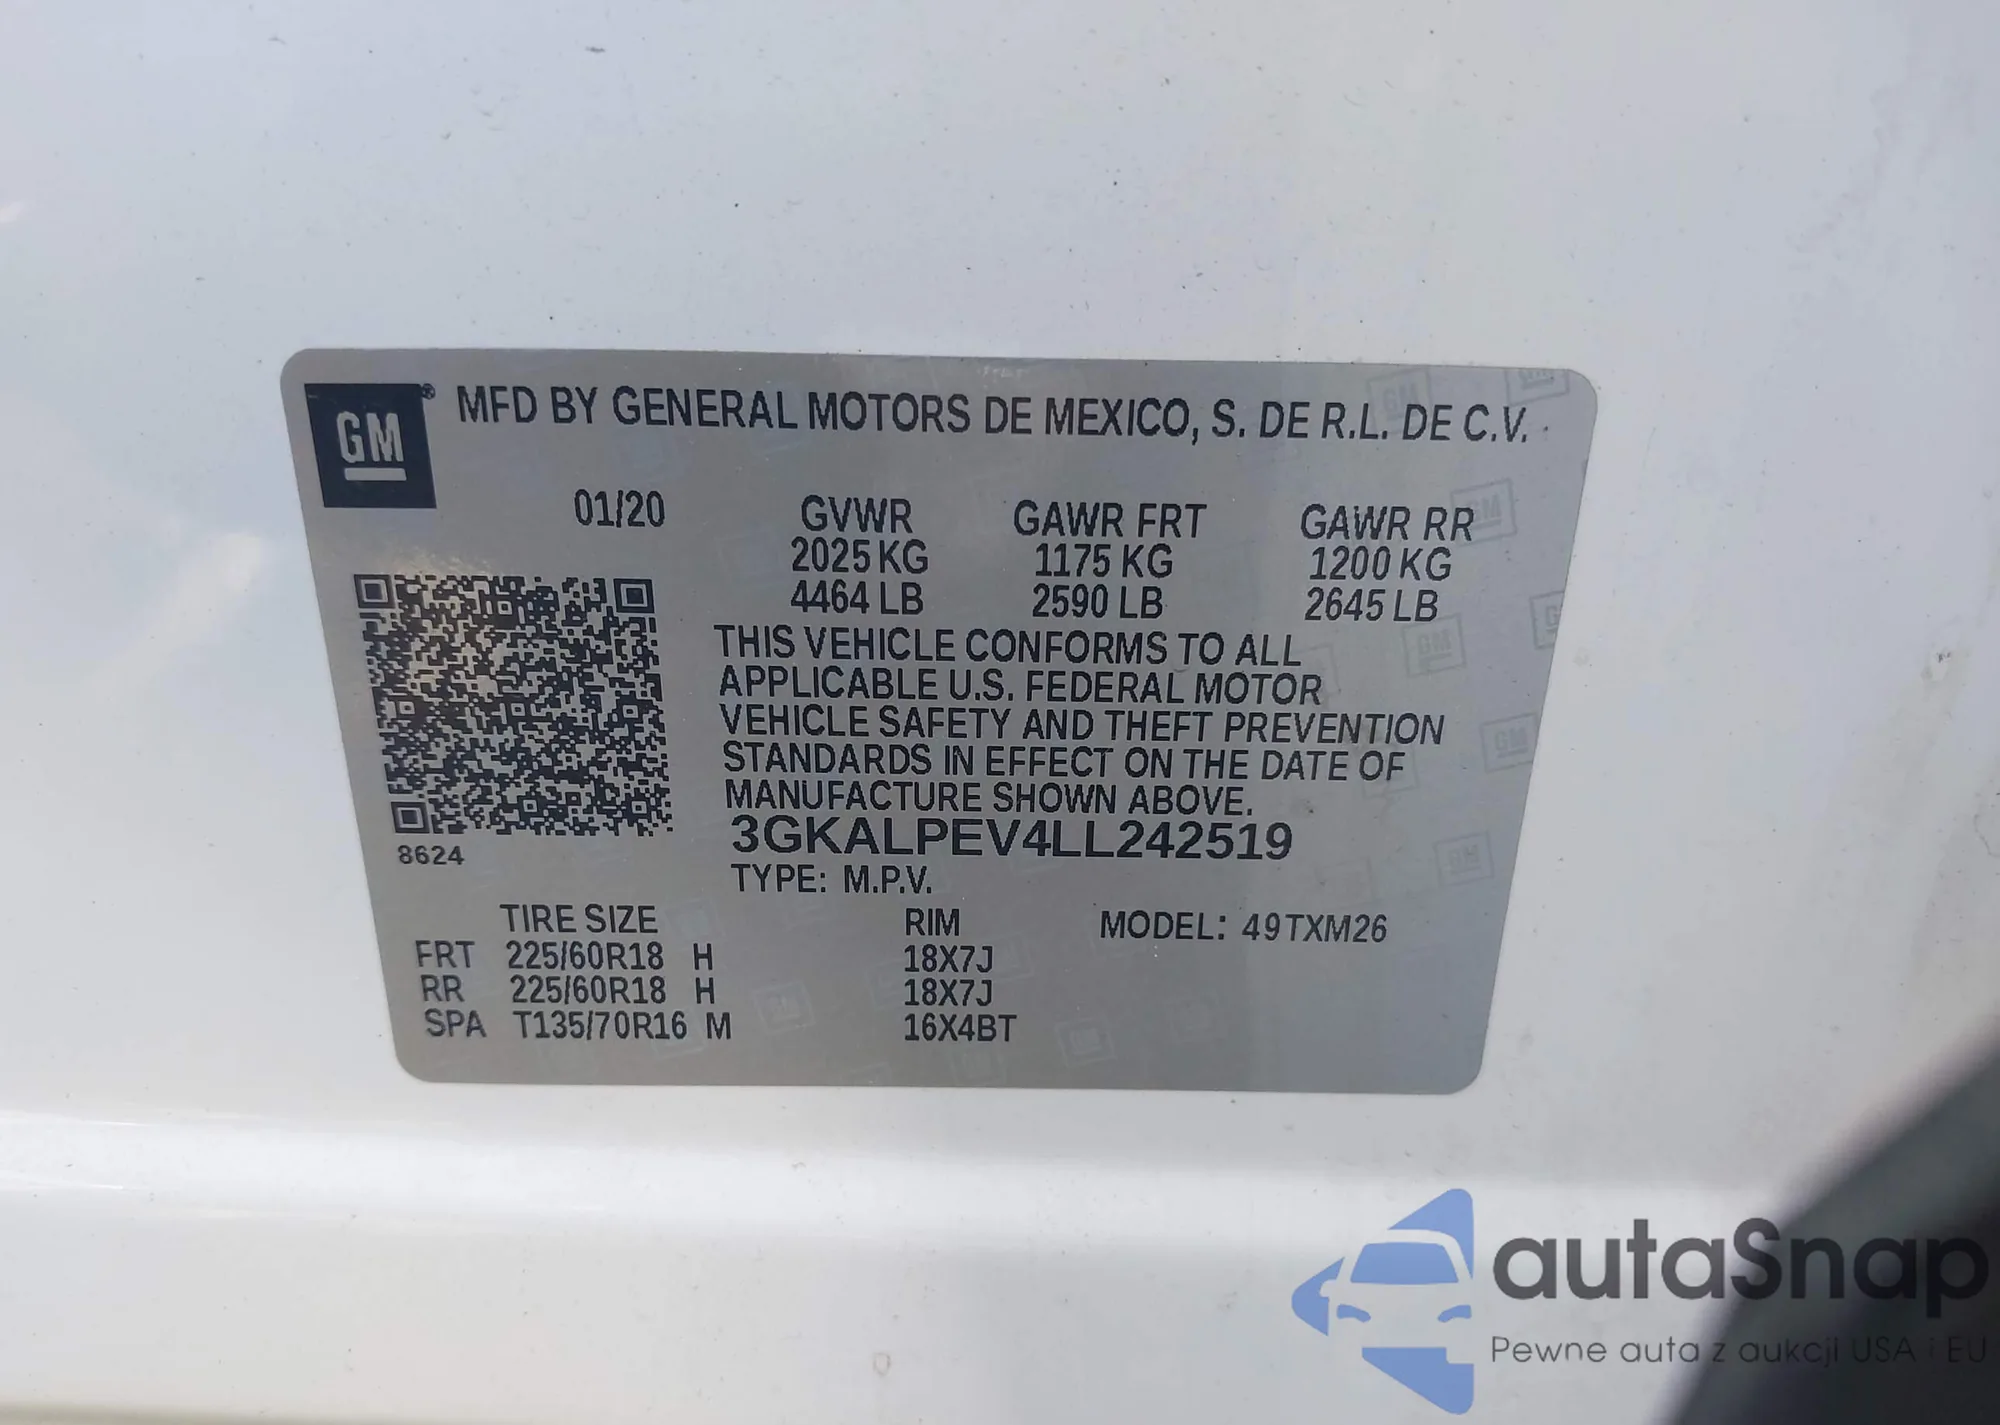 GM® MFD BY GENERAL MOTORS DE MEXICO, S. DE R.L. DE C.V.
01/20 GVWR GAWR FRT GAWR RR
2025 KG 1175 KG 1200 KG
4464 LB 2590 LB 2645 LB
THIS VEHICLE CONFORMS TO ALL
APPLICABLE U.S. FEDERAL MOTOR
VEHICLE SAFETY AND THEFT PREVENTION
STANDARDS IN EFFECT ON THE DATE OF
MANUFACTURE SHOWN ABOVE.
3GKALPEV4LL242519
8624
TYPE: M.P.V.
TIRE SIZE RIM MODEL: 49TXM26
FRT 225/60R18 H 18X7J
RR 225/60R18 H 18X7J
SPA T135/70R16 M 16X4BT
autaSnap
Pewne auta z aukcji USA i EU